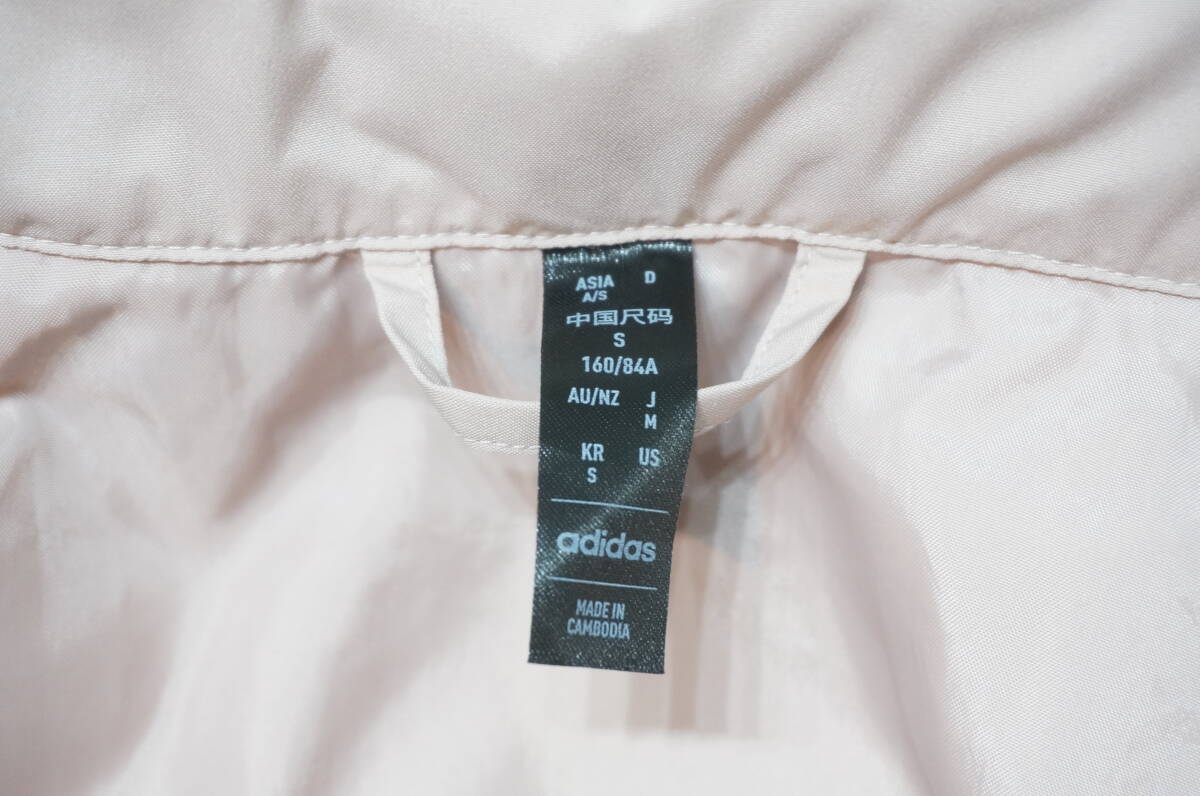 ASIA D
A/S
中国尺码
S
160/84A
AU/NZ J
M
KR US
S
adidas
MADE IN
CAMBODIA